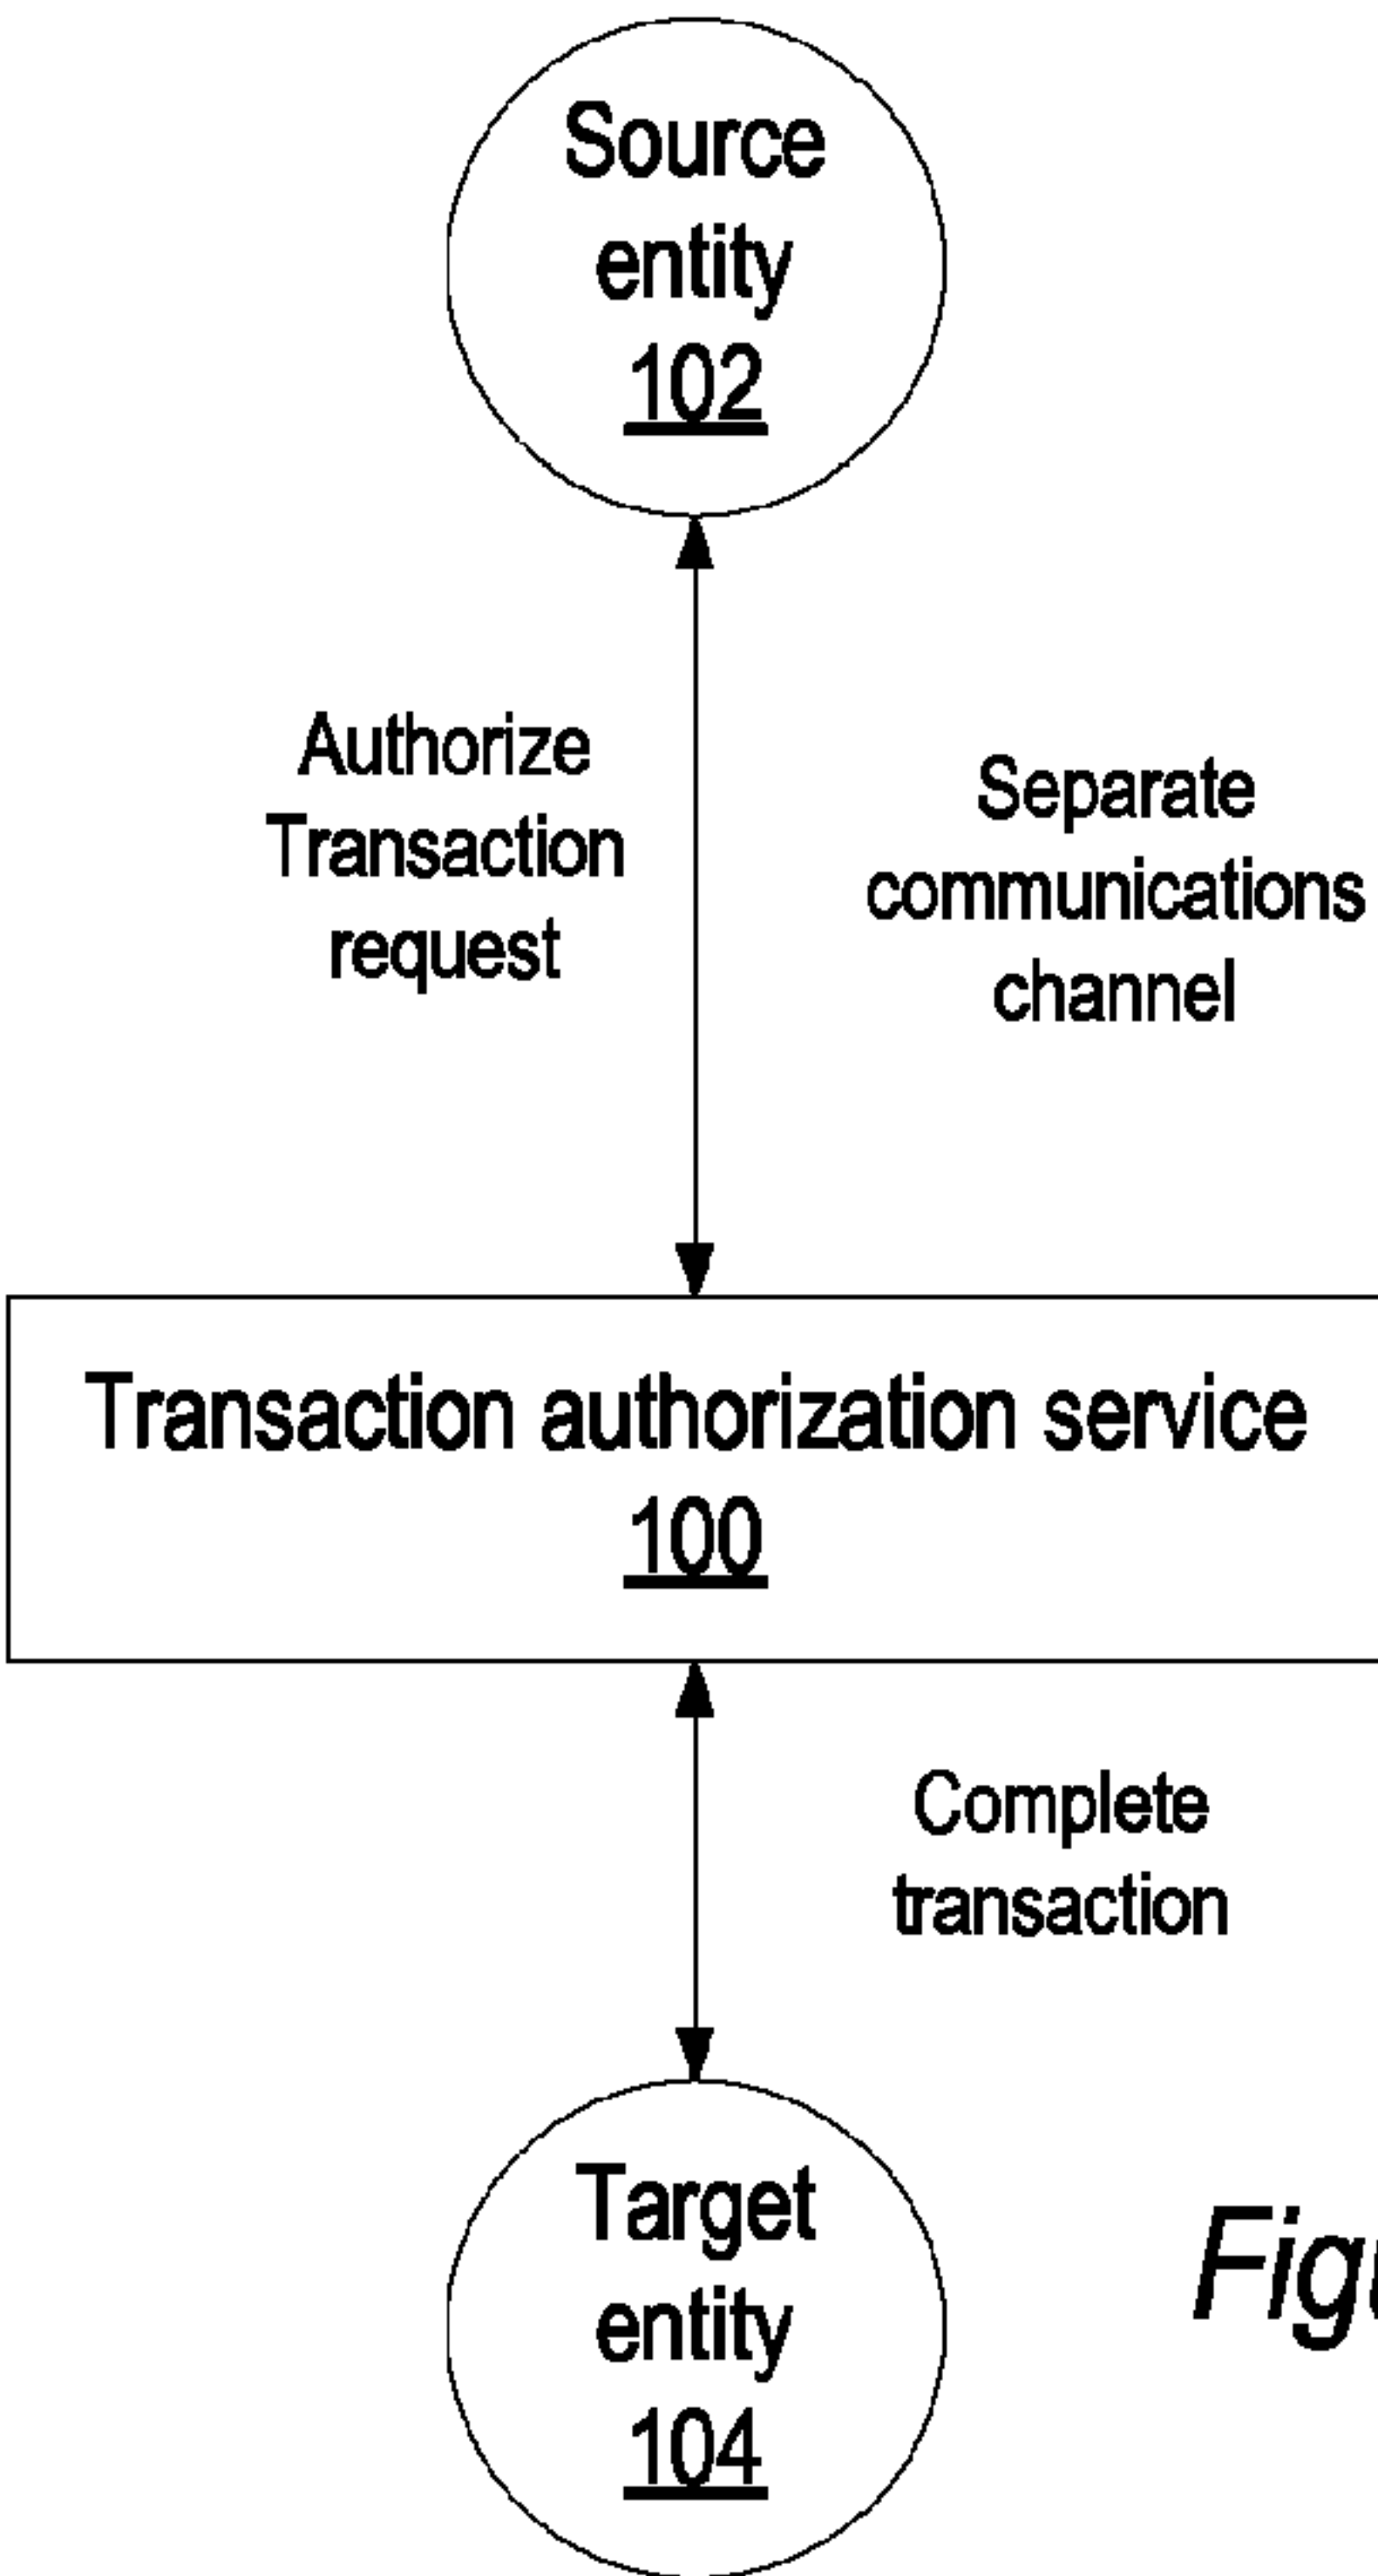 Source
entity
102
Authorize
Transaction
request
Separate
communications
channel
Transaction authorization service
100
Complete
transaction
Target
entity
104